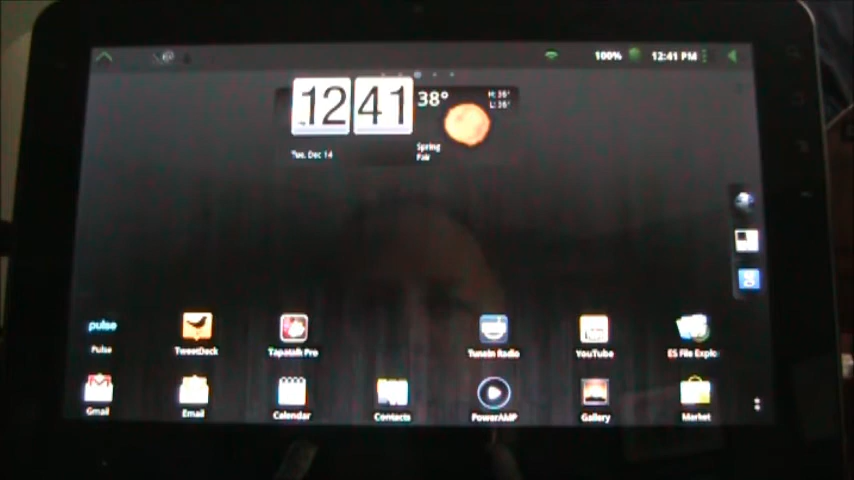 100% 12:41 PM
12 41 38° H: 36°
L: 36°
Tue, Dec 14 Spring
Fair
pulse
Pulse TweetDeck Tapatalk Pro TuneIn Radio YouTube ES File Explo
Gmail Email Calendar Contacts PowerAMP Gallery Market